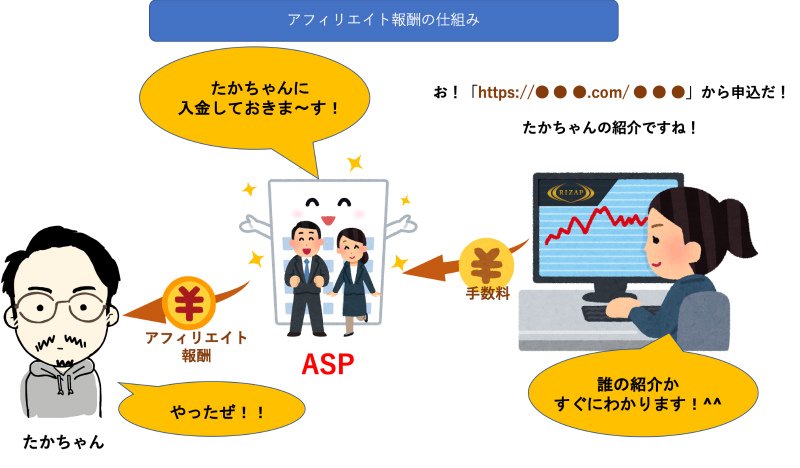 アフィリエイト報酬の仕組み
たかちゃんに
入金しておきま～す！
お！「https://●●●.com/●●●」から申込だ！
たかちゃんの紹介ですね！
RIZAP
¥
手数料
¥
アフィリエイト
報酬
ASP
誰の紹介か
すぐにわかります！^^
やったぜ！！
たかちゃん